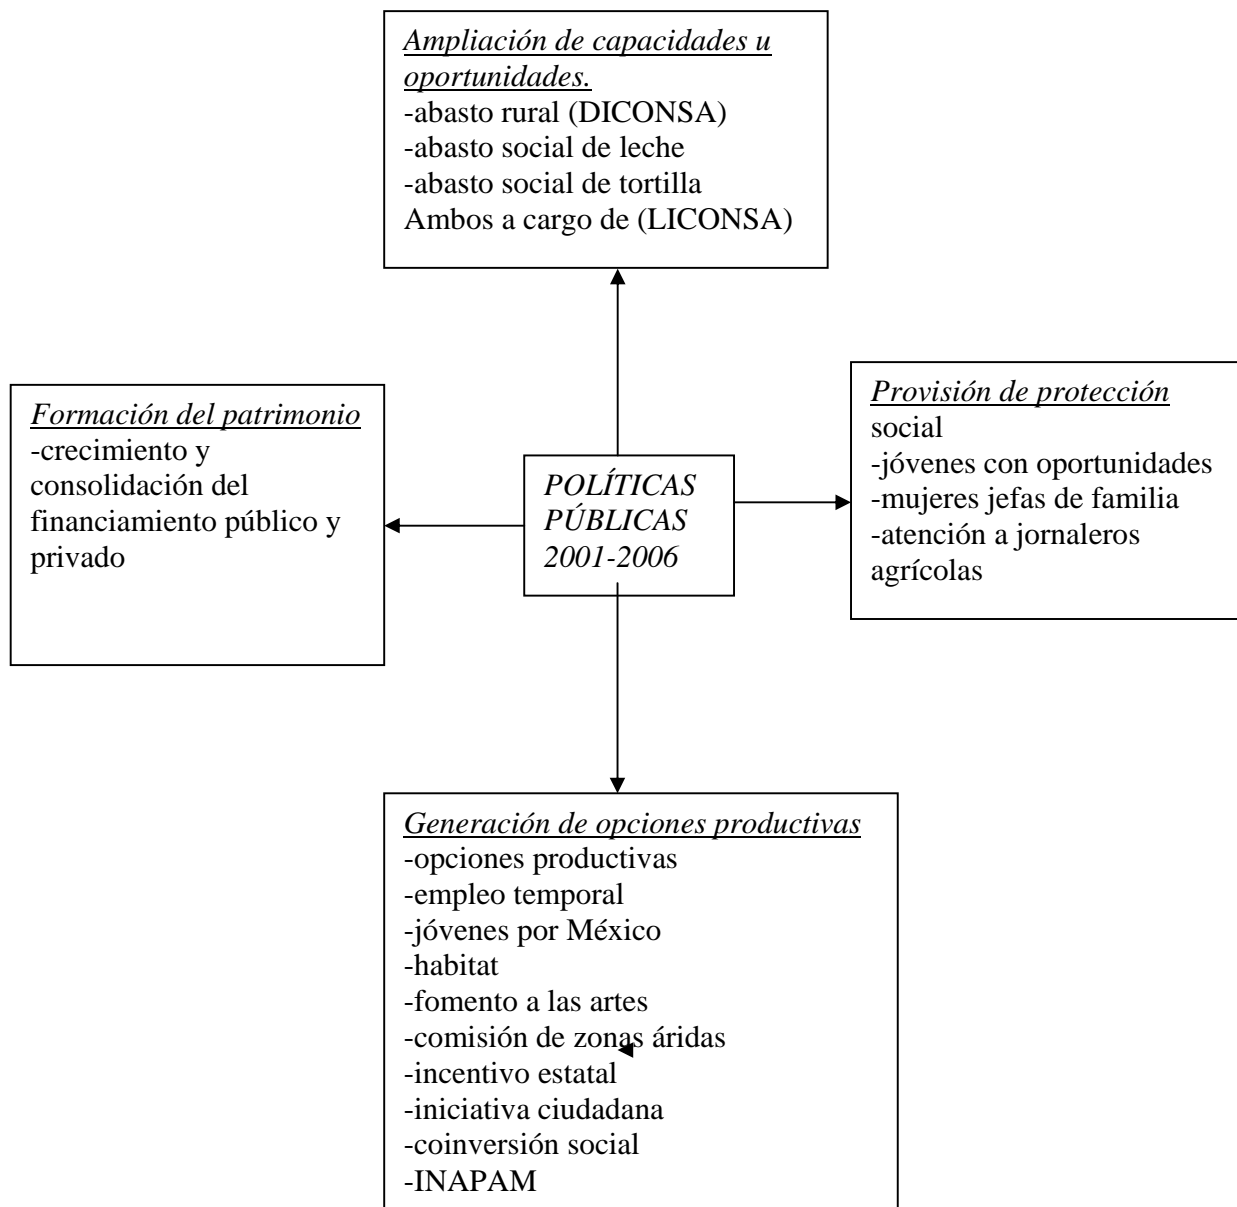 Ampliación de capacidades u
oportunidades.
-abasto rural (DICONSA)
-abasto social de leche
-abasto social de tortilla
Ambos a cargo de (LICONSA)
Formación del patrimonio
-crecimiento y
consolidación del
financiamiento público y
privado
POLÍTICAS
PÚBLICAS
2001-2006
Provisión de protección
social
-jóvenes con oportunidades
-mujeres jefas de familia
-atención a jornaleros
agrícolas
Generación de opciones productivas
-opciones productivas
-empleo temporal
-jóvenes por México
-habitat
-fomento a las artes
-comisión de zonas áridas
-incentivo estatal
-iniciativa ciudadana
-coinversión social
-INAPAM